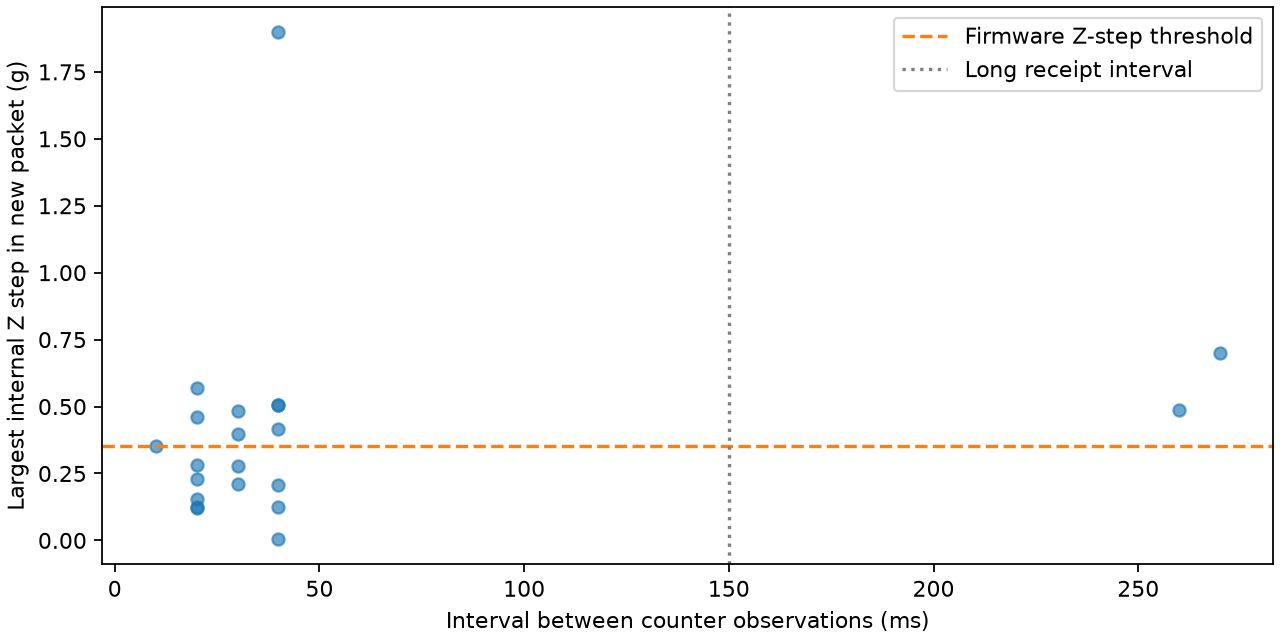 Largest internal Z step in new packet (g)
1.75
1.50
1.25
1.00
0.75
0.50
0.25
0.00
Firmware Z-step threshold
Long receipt interval
0 50 100 150 200 250
Interval between counter observations (ms)